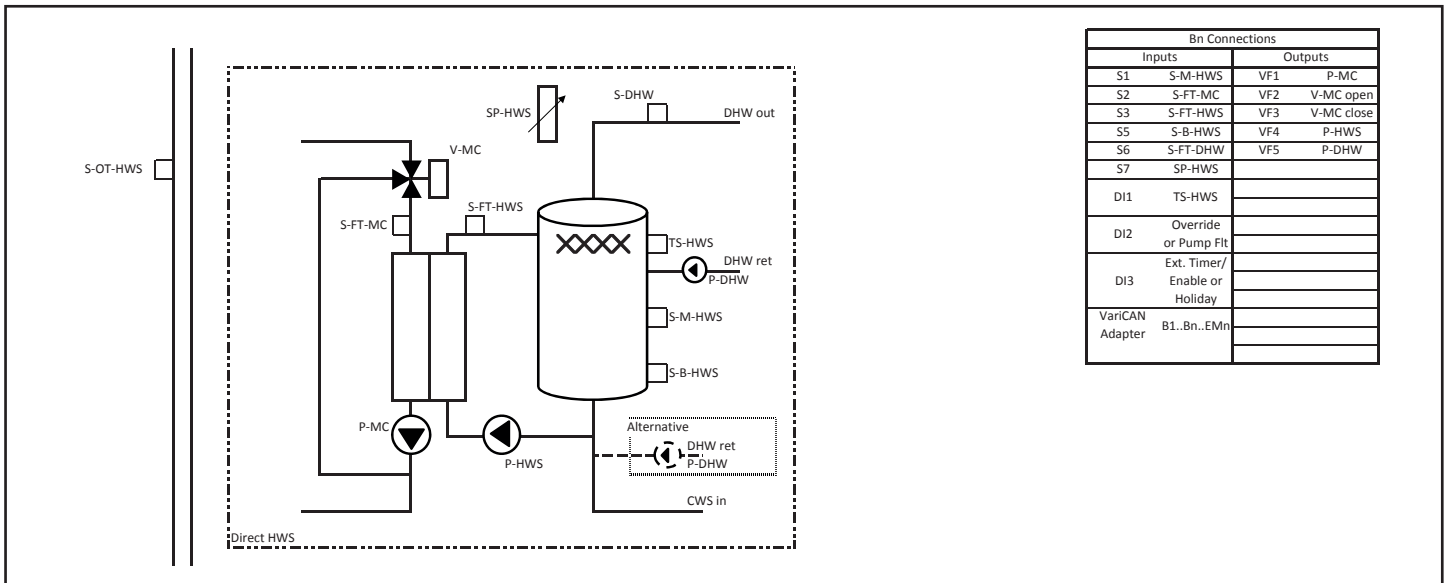 S-OT-HWS
SP-HWS
S-DHW
DHW out
V-MC
S-FT-MC
S-FT-HWS
TS-HWS
DHW ret
P-DHW
S-M-HWS
S-B-HWS
P-MC
P-HWS
Alternative
DHW ret
P-DHW
CWS in
Direct HWS
Bn Connections
Inputs Outputs
S1 S-M-HWS VF1 P-MC
S2 S-FT-MC VF2 V-MC open
S3 S-FT-HWS VF3 V-MC close
S5 S-B-HWS VF4 P-HWS
S6 S-FT-DHW VF5 P-DHW
S7 SP-HWS
DI1 TS-HWS
DI2 Override
or Pump Flt
DI3 Ext. Timer/
Enable or
Holiday
VariCAN
Adapter B1..Bn..EMn